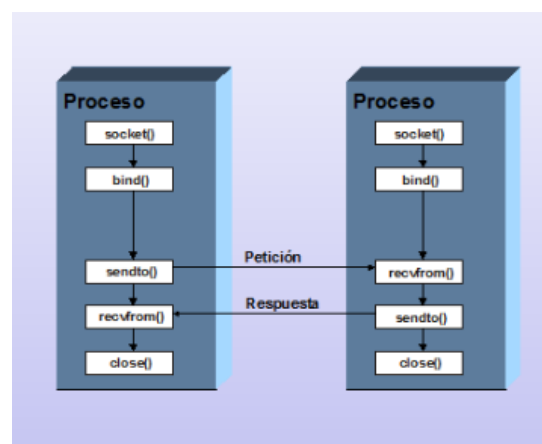 Proceso
socket()
bind()
sendto()
recvfrom()
close()
Petición
Respuesta
Proceso
socket()
bind()
recvfrom()
sendto()
close()